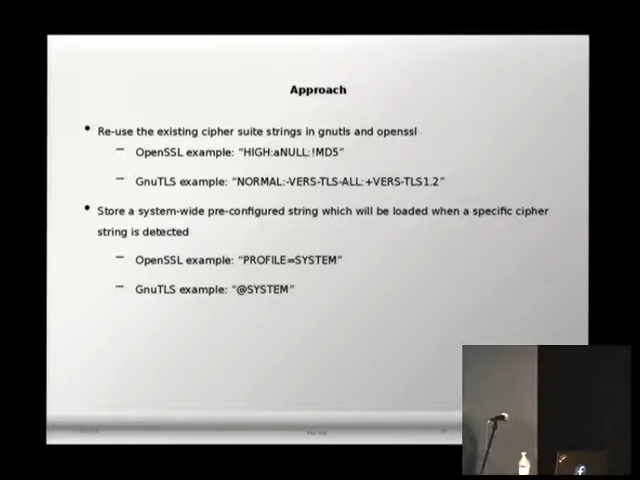 Approach
Re-use the existing cipher suite strings in gnutls and openssl
OpenSSL example: “HIGH:aNULL:!MD5”
GnuTLS example: “NORMAL:-VERS-TLS-ALL:+VERS-TLS1.2”
Store a system-wide pre-configured string which will be loaded when a specific cipher
string is detected
OpenSSL example: “PROFILE=SYSTEM”
GnuTLS example: “@SYSTEM”